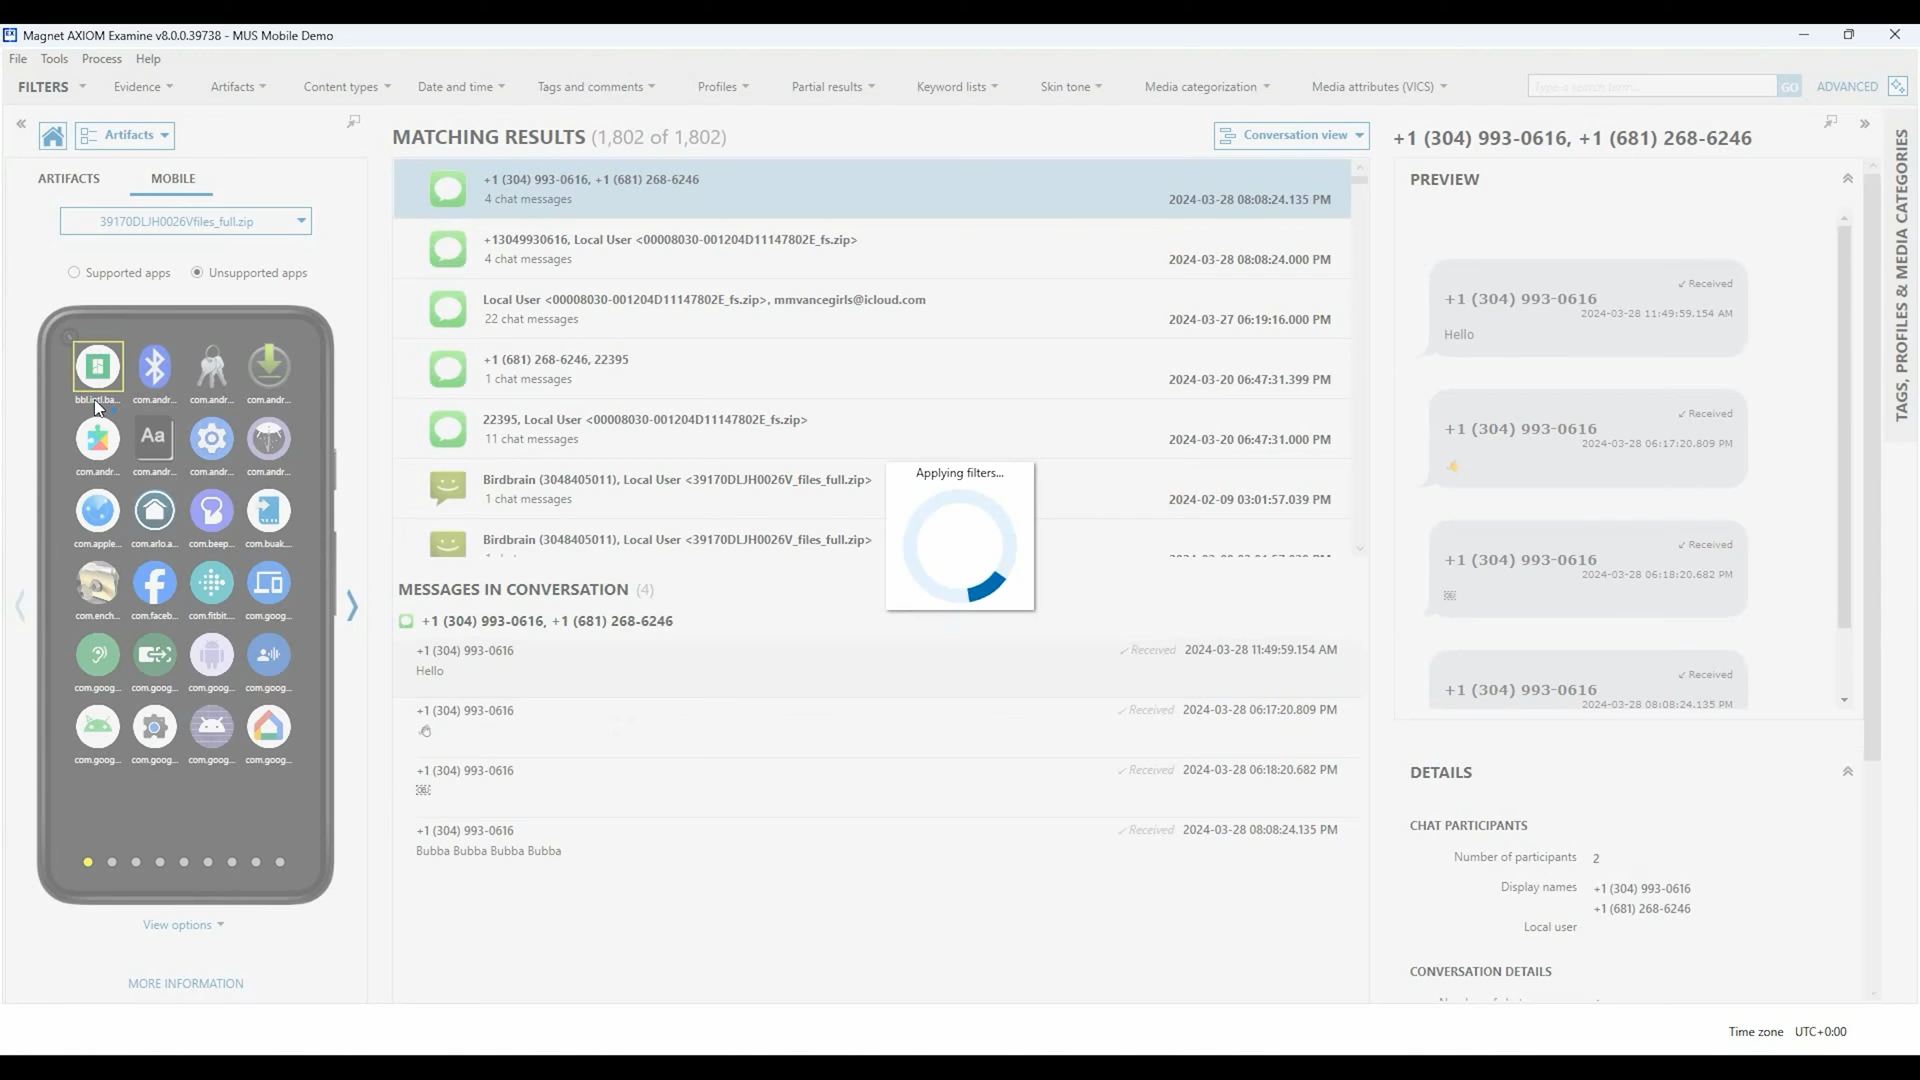 Magnet AXIOM Examine v8.0.0.39738 - MUS Mobile Demo
File Tools Process Help
FILTERS Evidence Artifacts Content types Date and time Tags and comments Profiles Partial results Keyword lists Skin tone Media categorization Media attributes (VICS) Type a search term... GO ADVANCED
Artifacts
ARTIFACTS MOBILE
39170DLJH0026Vfiles_full.zip
Supported apps Unsupported apps
bbl.intl.ba... com.andr... com.andr... com.andr...
Aa
com.andr... com.andr... com.andr... com.andr...
com.apple... com.arlo.a... com.beep... com.buak...
com.ench... com.faceb... com.fitbit... com.goog...
com.goog... com.goog... com.goog... com.goog...
com.goog... com.goog... com.goog... com.goog...
View options
MORE INFORMATION
MATCHING RESULTS (1,802 of 1,802)
Conversation view
+1 (304) 993-0616, +1 (681) 268-6246
4 chat messages 2024-03-28 08:08:24.135 PM
+13049930616, Local User <00008030-001204D11147802E_fs.zip>
4 chat messages 2024-03-28 08:08:24.000 PM
Local User <00008030-001204D11147802E_fs.zip>, mmvancegirls@icloud.com
22 chat messages 2024-03-27 06:19:16.000 PM
+1 (681) 268-6246, 22395
1 chat messages 2024-03-20 06:47:31.399 PM
22395, Local User <00008030-001204D11147802E_fs.zip>
11 chat messages 2024-03-20 06:47:31.000 PM
Birdbrain (3048405011), Local User <39170DLJH0026V_files_full.zip>
1 chat messages 2024-02-09 03:01:57.039 PM
Birdbrain (3048405011), Local User <39170DLJH0026V_files_full.zip>
Applying filters...
MESSAGES IN CONVERSATION (4)
+1 (304) 993-0616, +1 (681) 268-6246
+1 (304) 993-0616 Received 2024-03-28 11:49:59.154 AM
Hello
+1 (304) 993-0616 Received 2024-03-28 06:17:20.809 PM
+1 (304) 993-0616 Received 2024-03-28 06:18:20.682 PM
+1 (304) 993-0616 Received 2024-03-28 08:08:24.135 PM
Bubba Bubba Bubba Bubba
+1 (304) 993-0616, +1 (681) 268-6246
PREVIEW
Received
+1 (304) 993-0616
2024-03-28 11:49:59.154 AM
Hello
Received
+1 (304) 993-0616
2024-03-28 06:17:20.809 PM
Received
+1 (304) 993-0616
2024-03-28 06:18:20.682 PM
Received
+1 (304) 993-0616
2024-03-28 08:08:24.135 PM
DETAILS
CHAT PARTICIPANTS
Number of participants 2
Display names +1 (304) 993-0616
+1 (681) 268-6246
Local user
CONVERSATION DETAILS
TAGS, PROFILES & MEDIA CATEGORIES
Time zone UTC+0:00